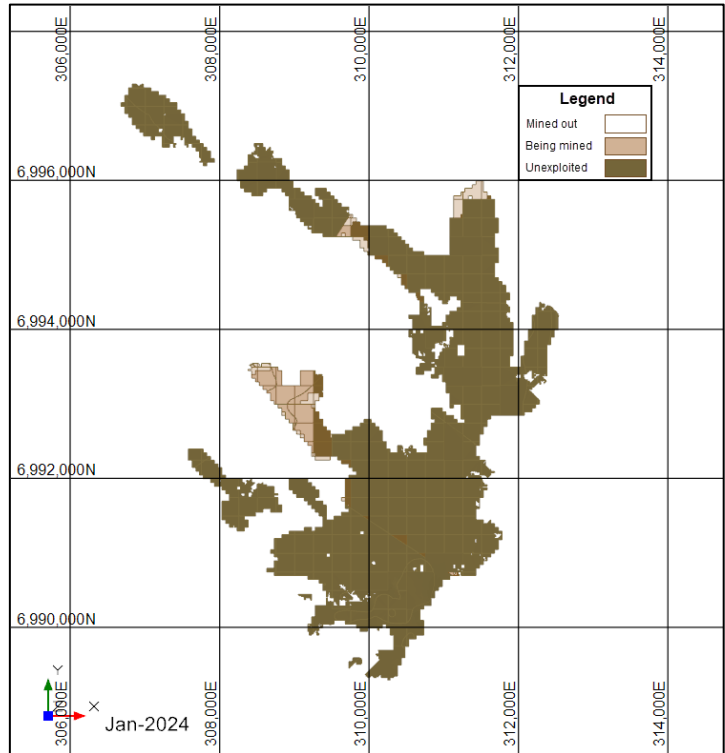 306,000E
308,000E
310,000E
312,000E
314,000E
Legend
Mined out
Being mined
Unexploited
6,996,000N
6,994,000N
6,992,000N
6,990,000N
Y
X
Jan-2024
306,000E
308,000E
310,000E
312,000E
314,000E